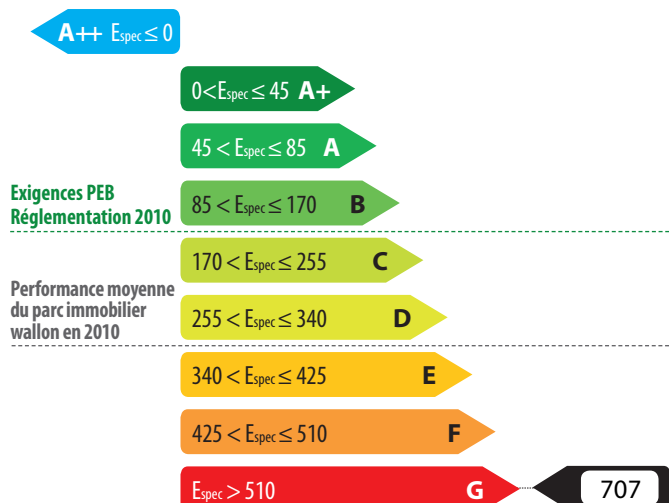 A++ Espec ≤ 0
0<Espec ≤ 45 A+
45 < Espec ≤ 85 A
Exigences PEB
Réglementation 2010
85 < Espec ≤ 170 B
170 < Espec ≤ 255 C
Performance moyenne
du parc immobilier
wallon en 2010
255 < Espec ≤ 340 D
340 < Espec ≤ 425 E
425 < Espec ≤ 510 F
Espec > 510 G
707